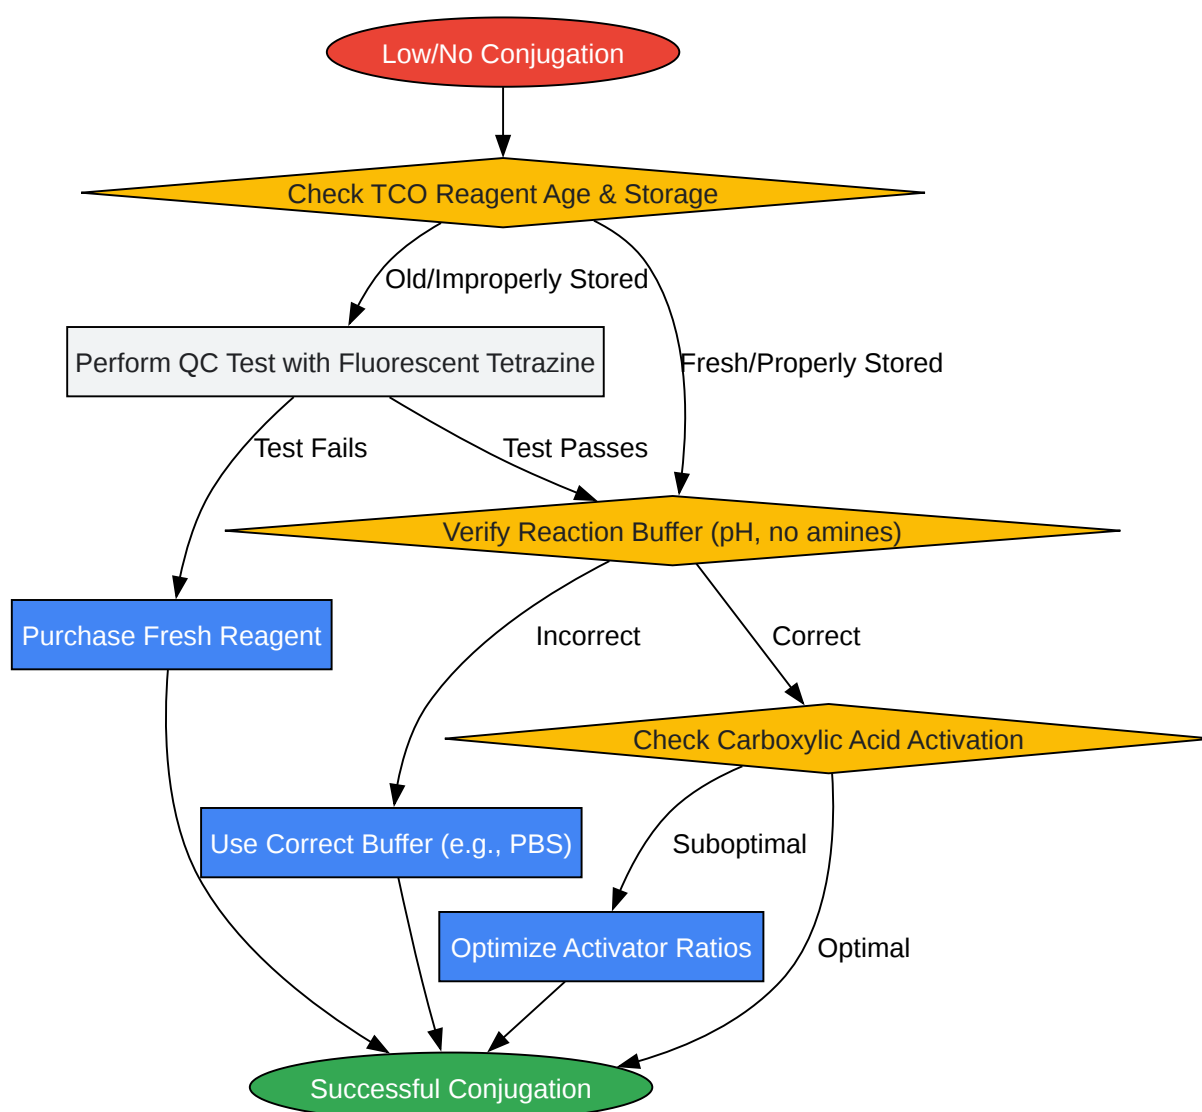 Low/No Conjugation
Check TCO Reagent Age & Storage
Old/Improperly Stored
Perform QC Test with Fluorescent Tetrazine
Fresh/Properly Stored
Test Fails
Test Passes
Verify Reaction Buffer (pH, no amines)
Purchase Fresh Reagent
Incorrect
Correct
Check Carboxylic Acid Activation
Use Correct Buffer (e.g., PBS)
Suboptimal
Optimize Activator Ratios
Optimal
Successful Conjugation